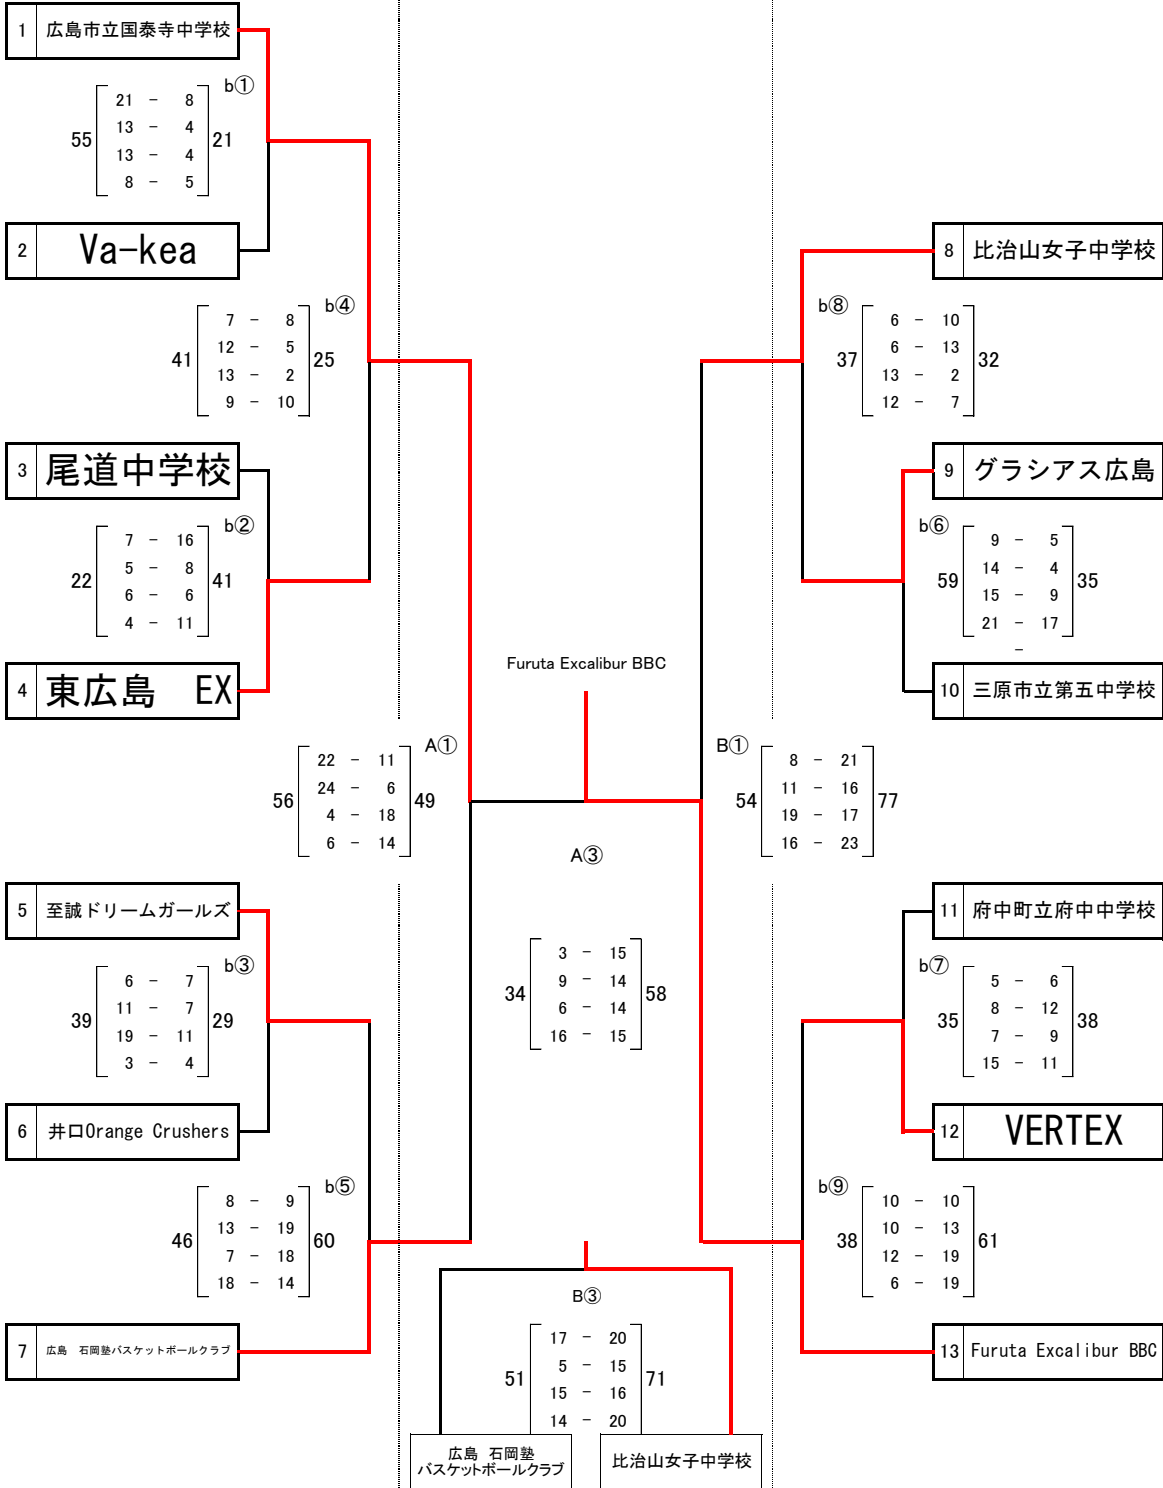 1 広島市立国泰寺中学校
b①
55 21 - 8 21
13 - 4
13 - 4
8 - 5
2 Va-kea
b④
41 7 - 8 25
12 - 5
13 - 2
9 - 10
3 尾道中学校
b②
22 7 - 16 41
5 - 8
6 - 6
4 - 11
4 東広島　EX
A①
56 22 - 11 49
24 - 6
4 - 18
6 - 14
5 至誠ドリームガールズ
b③
39 6 - 7 29
11 - 7
19 - 11
3 - 4
6 井口Orange Crushers
b⑤
46 8 - 9 60
13 - 19
7 - 18
18 - 14
7 広島　石岡塾バスケットボールクラブ
Furuta Excalibur BBC
A③
34 3 - 15 58
9 - 14
6 - 14
16 - 15
B③
51 17 - 20 71
5 - 15
15 - 16
14 - 20
広島　石岡塾
バスケットボールクラブ
比治山女子中学校
8 比治山女子中学校
b⑧
37 6 - 10 32
6 - 13
13 - 2
12 - 7
9 グラシアス広島
b⑥
59 9 - 5 35
14 - 4
15 - 9
21 - 17
-
10 三原市立第五中学校
B①
54 8 - 21 77
11 - 16
19 - 17
16 - 23
11 府中町立府中中学校
b⑦
35 5 - 6 38
8 - 12
7 - 9
15 - 11
12 VERTEX
b⑨
38 10 - 10 61
10 - 13
12 - 19
6 - 19
13 Furuta Excalibur BBC